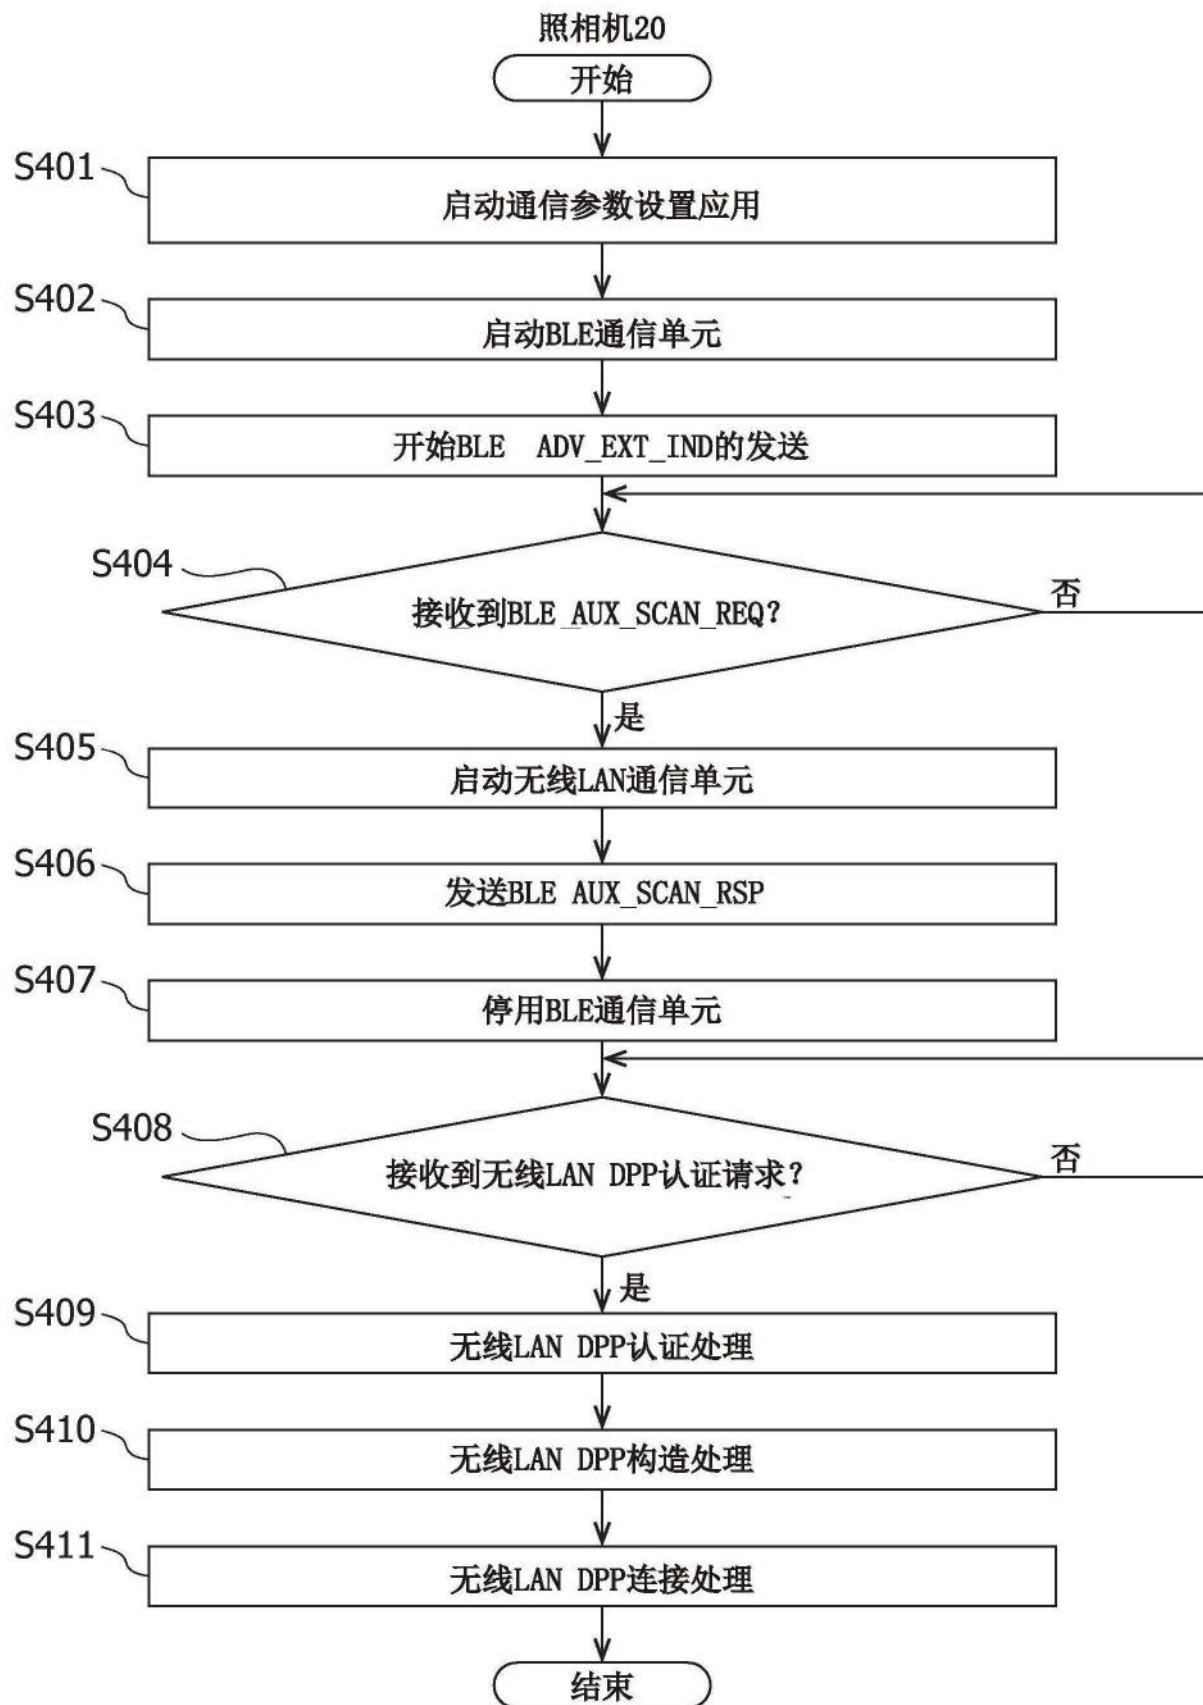 照相机20
开始
S401
启动通信参数设置应用
S402
启动BLE通信单元
S403
开始BLE ADV_EXT_IND的发送
S404
接收到BLE AUX_SCAN_REQ?
否
是
S405
启动无线LAN通信单元
S406
发送BLE AUX_SCAN_RSP
S407
停用BLE通信单元
S408
接收到无线LAN DPP认证请求?
否
是
S409
无线LAN DPP认证处理
S410
无线LAN DPP构造处理
S411
无线LAN DPP连接处理
结束